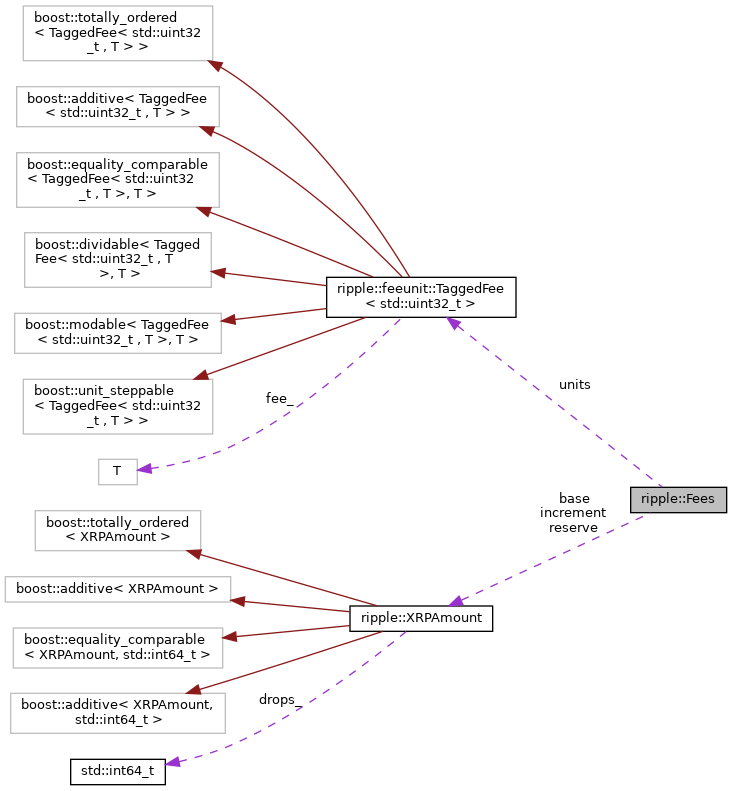 boost::totally_ordered
< TaggedFee< std::uint32
_t , T > >
boost::additive< TaggedFee
< std::uint32_t , T > >
boost::equality_comparable
< TaggedFee< std::uint32
_t , T >, T >
boost::dividable< Tagged
Fee< std::uint32_t , T
>, T >
ripple::feeunit::TaggedFee
< std::uint32_t >
boost::modable< TaggedFee
< std::uint32_t , T >, T >
boost::unit_steppable
< TaggedFee< std::uint32
_t , T > >
fee_
units
T
ripple::Fees
base
increment
reserve
boost::totally_ordered
< XRPAmount >
boost::additive< XRPAmount >
ripple::XRPAmount
boost::equality_comparable
< XRPAmount, std::int64_t >
boost::additive< XRPAmount,
std::int64_t >
drops_
std::int64_t